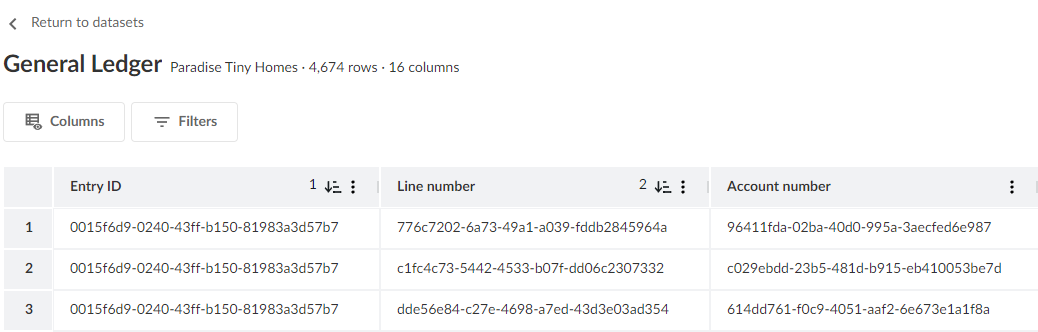 Return to datasets
General Ledger Paradise Tiny Homes · 4,674 rows · 16 columns
Columns Filters
Entry ID 1 Line number 2 Account number
1 0015f6d9-0240-43ff-b150-81983a3d57b7 776c7202-6a73-49a1-a039-fddb2845964a 96411fda-02ba-40d0-995a-3aecfed6e987
2 0015f6d9-0240-43ff-b150-81983a3d57b7 c1fc4c73-5442-4533-b07f-dd06c2307332 c029ebdd-23b5-481d-b915-eb410053be7d
3 0015f6d9-0240-43ff-b150-81983a3d57b7 dde56e84-c27e-4698-a7ed-43d3e03ad354 614dd761-f0c9-4051-aaf2-6e673e1a1f8a